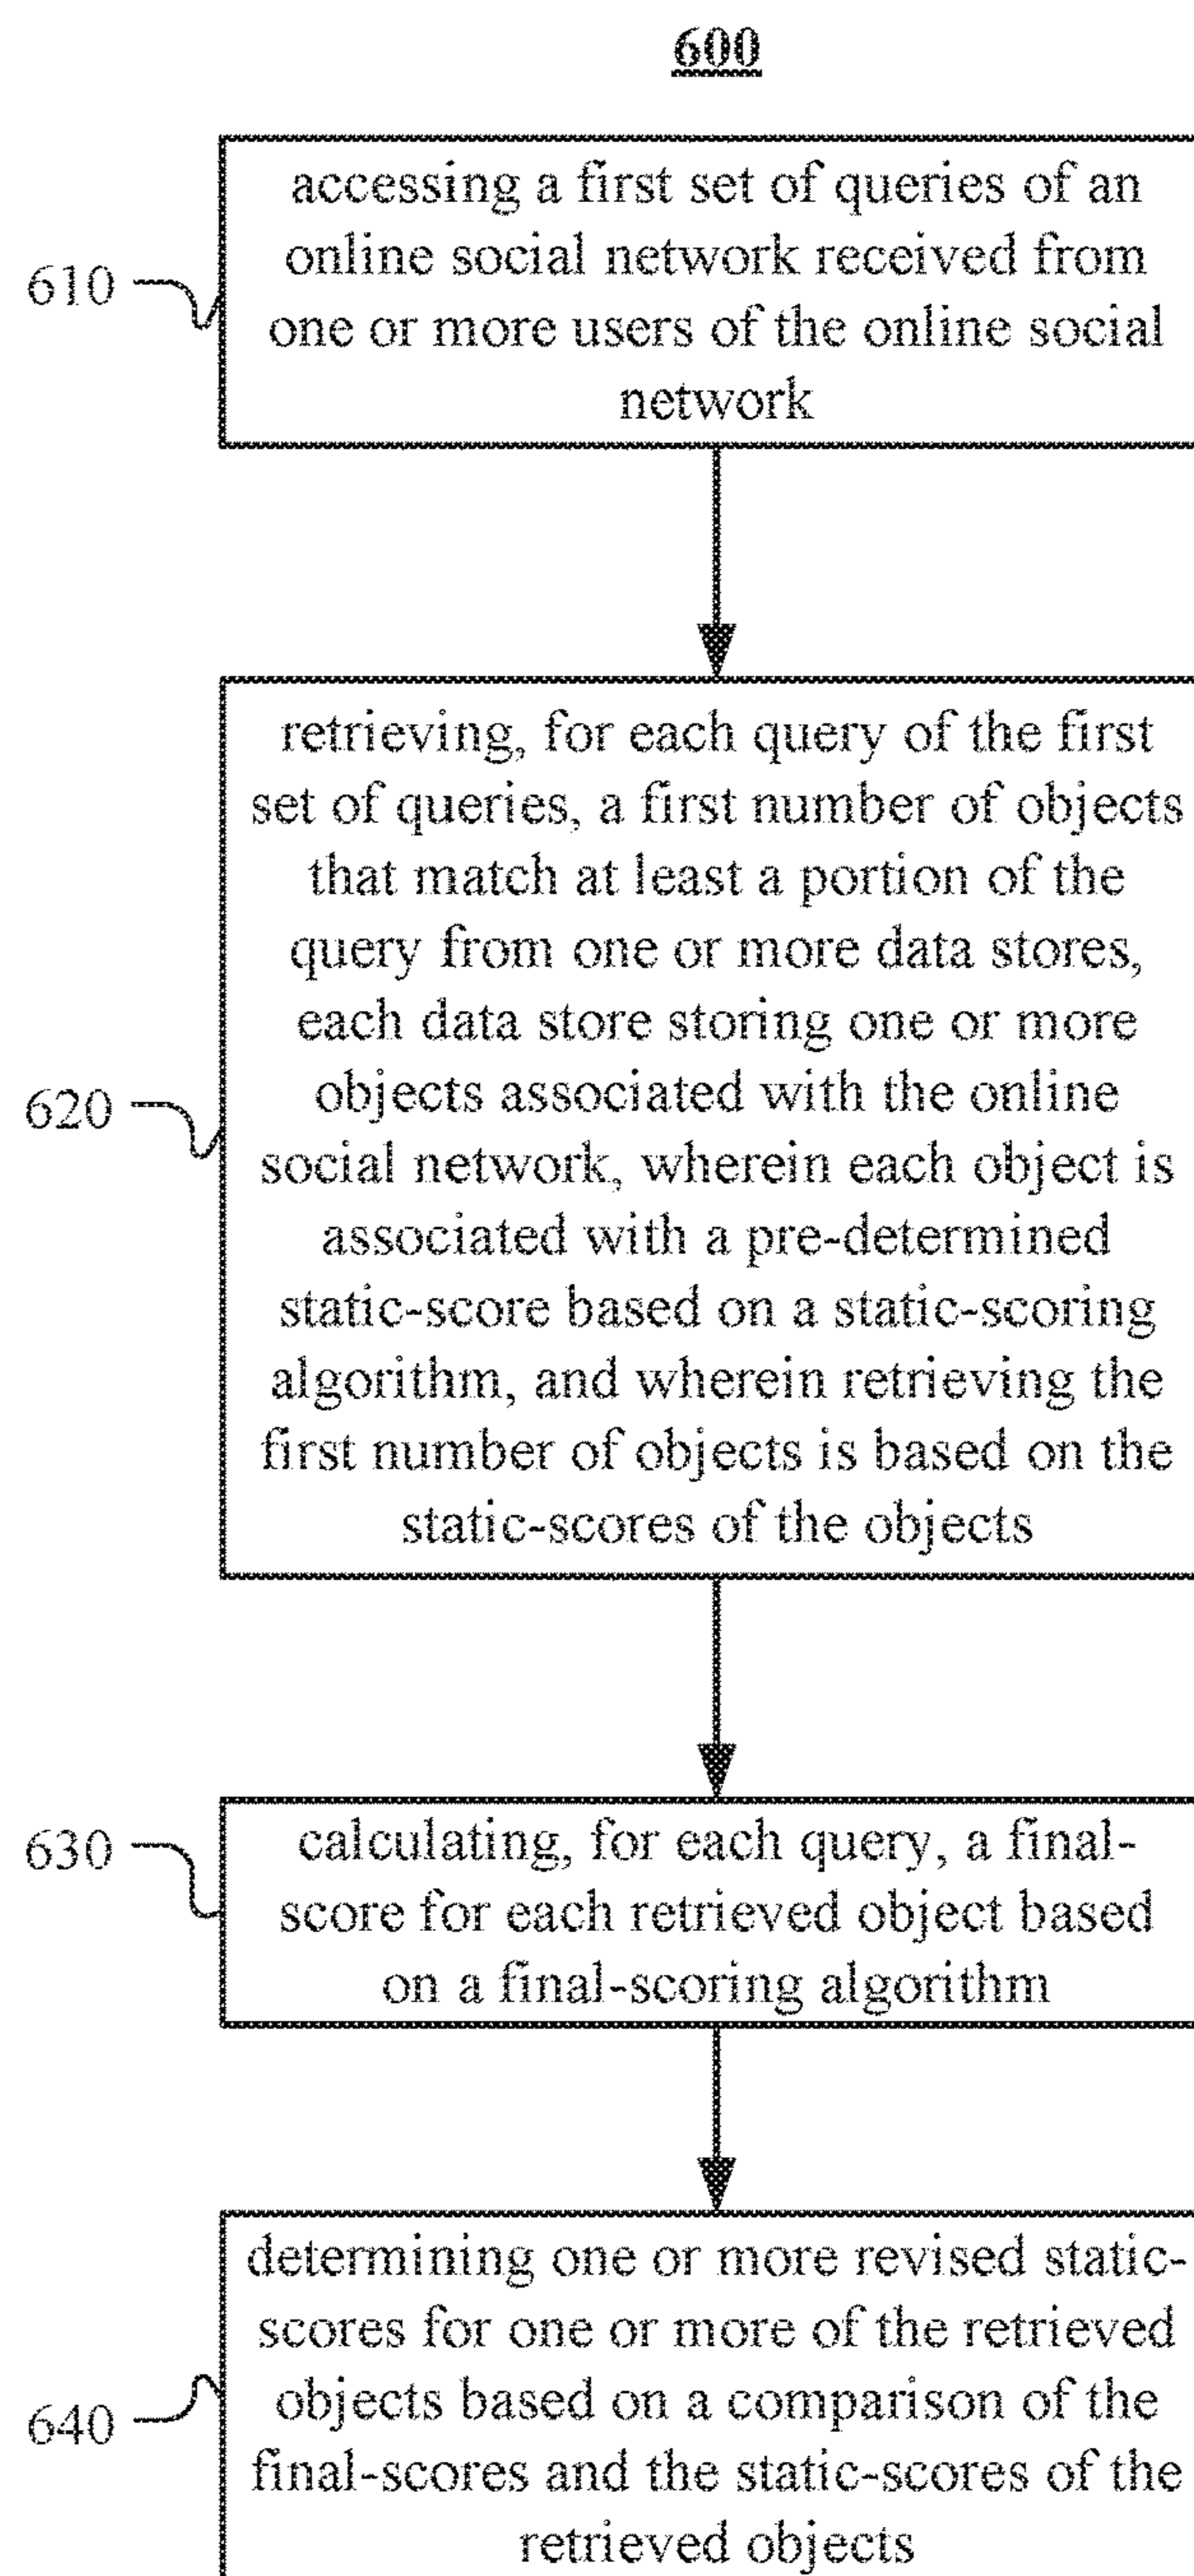 600
610
accessing a first set of queries of an
online social network received from
one or more users of the online social
network
620
retrieving, for each query of the first
set of queries, a first number of objects
that match at least a portion of the
query from one or more data stores,
each data store storing one or more
objects associated with the online
social network, wherein each object is
associated with a pre-determined
static-score based on a static-scoring
algorithm, and wherein retrieving the
first number of objects is based on the
static-scores of the objects
630
calculating, for each query, a final-
score for each retrieved object based
on a final-scoring algorithm
640
determining one or more revised static-
scores for one or more of the retrieved
objects based on a comparison of the
final-scores and the static-scores of the
retrieved objects